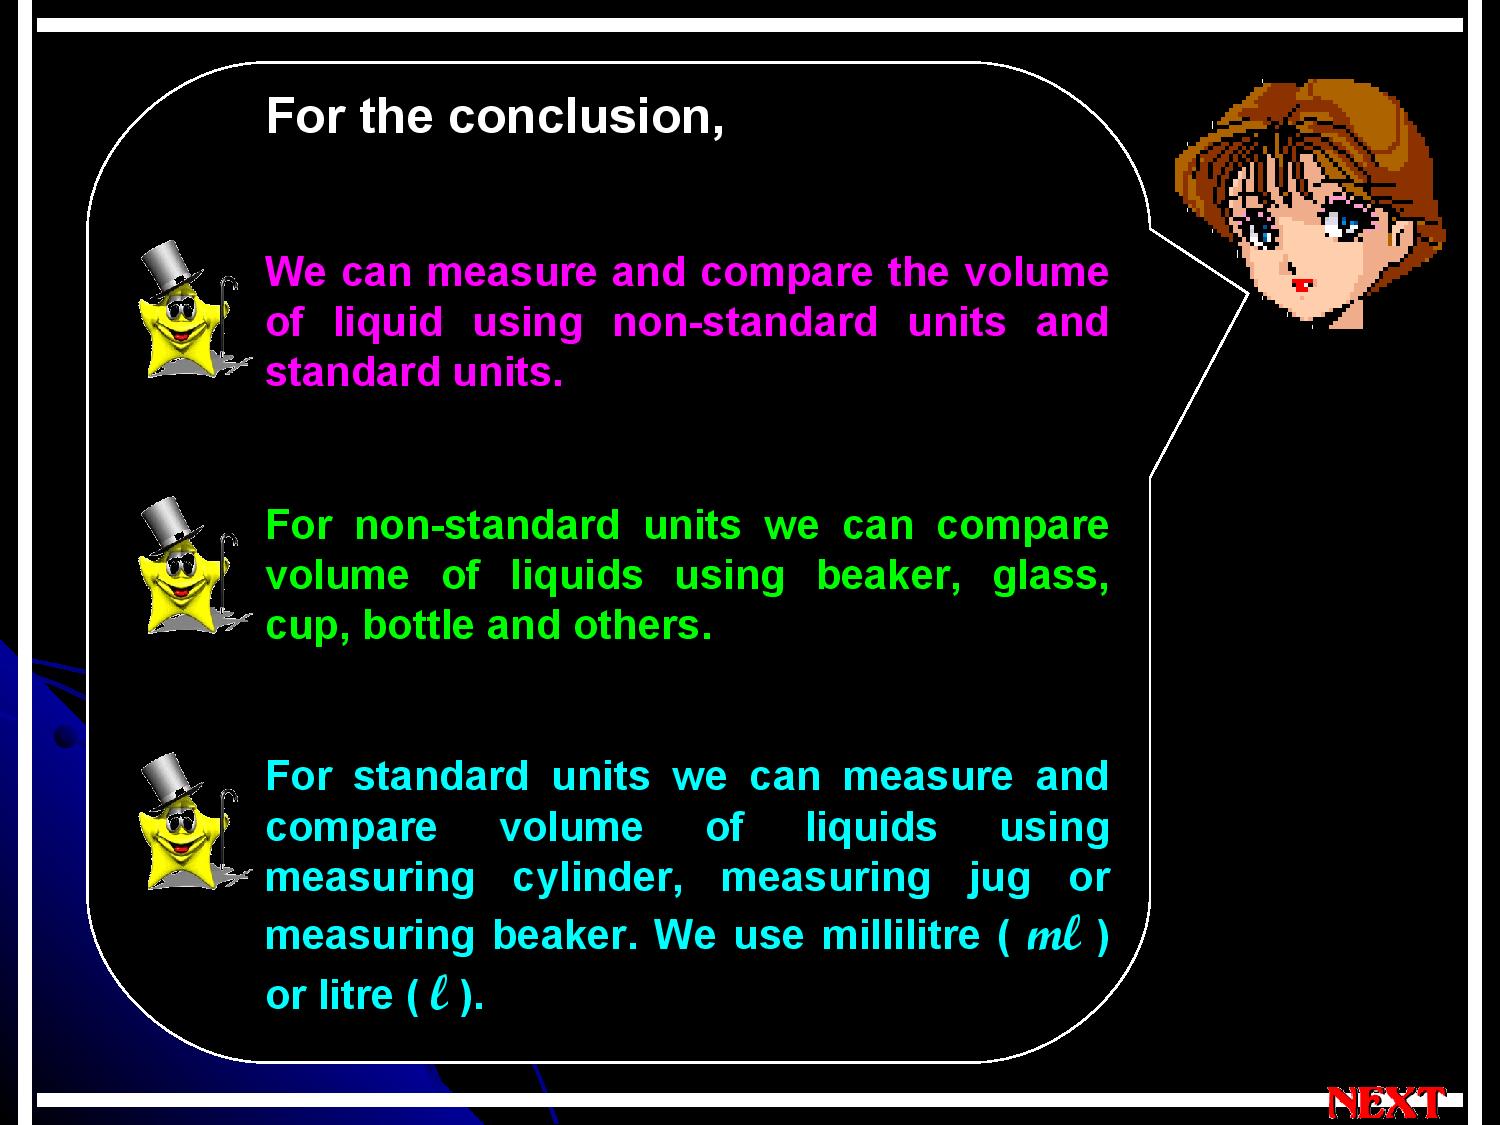 For the conclusion,
We can measure and compare the volume
of liquid using non-standard units and
standard units.
For non-standard units we can compare
volume of liquids using beaker, glass,
cup, bottle and others.
For standard units we can measure and
compare volume of liquids using
measuring cylinder, measuring jug or
measuring beaker. We use millilitre ( mℓ )
or litre ( ℓ ).
NEXT